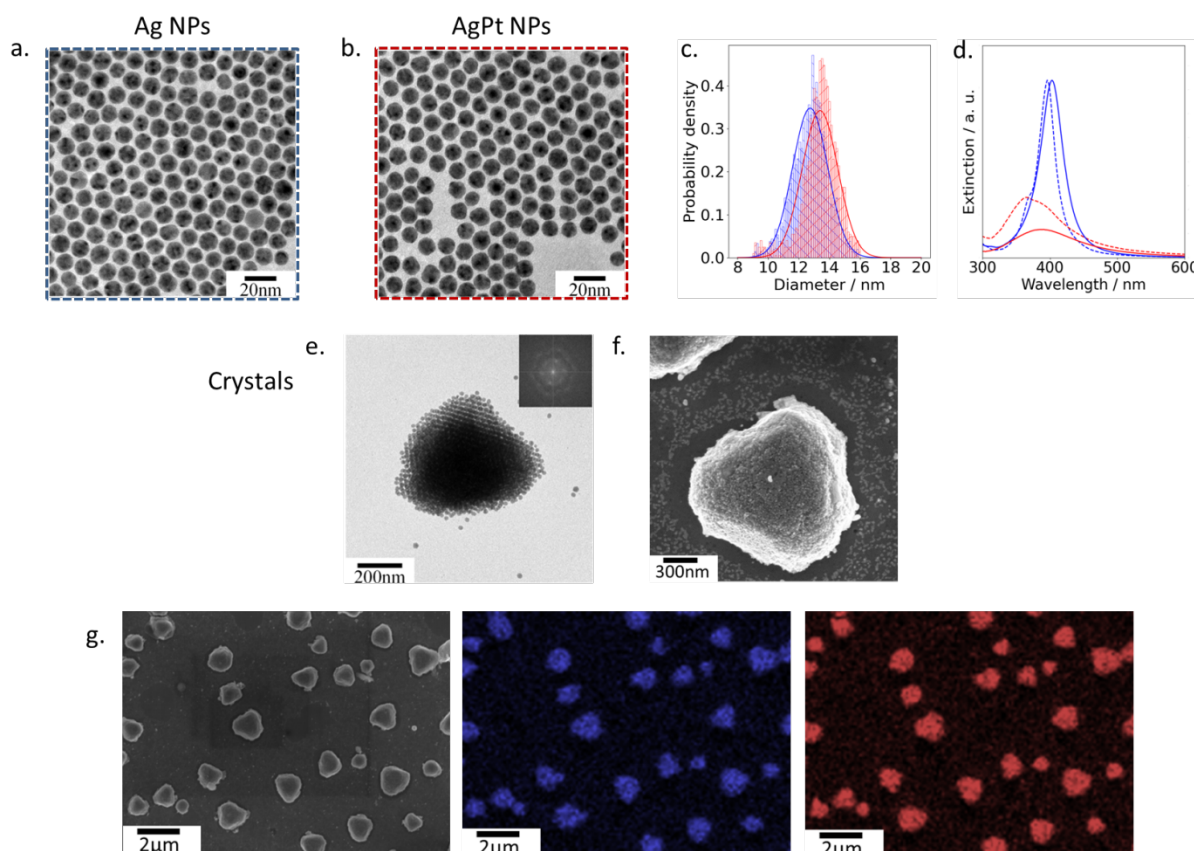 Ag NPs
AgPt NPs
a.
b.
c.
d.
20nm
20nm
Probability density
0.4
0.3
0.2
0.1
0.0
8 10 12 14 16 18 20
Diameter / nm
Extinction / a. u.
300 400 500 600
Wavelength / nm
e.
f.
Crystals
200nm
300nm
g.
2µm
2µm
2µm